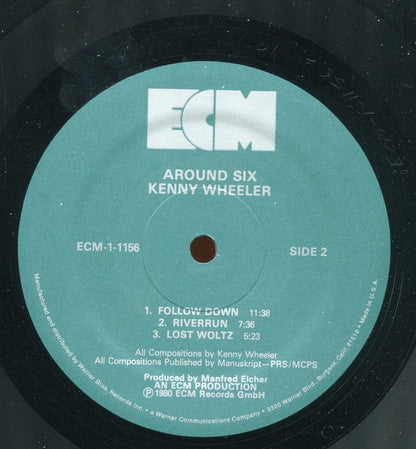 ECM
AROUND SIX
KENNY WHEELER
ECM-1-1156
SIDE 2
1. FOLLOW DOWN 11:38
2. RIVERRUN 7:36
3. LOST WOLTZ 5:23
All Compositions by Kenny Wheeler
All Compositions Published by Manuskript—PRS/MCPS
Produced by Manfred Eicher
AN ECM PRODUCTION
Ⓟ 1980 ECM Records GmbH
Manufactured and distributed by Warner Bros. Records Inc. • a Warner Communications Company • 3300 Warner Blvd., Burbank, Calif. 91510 • Made in U.S.A.